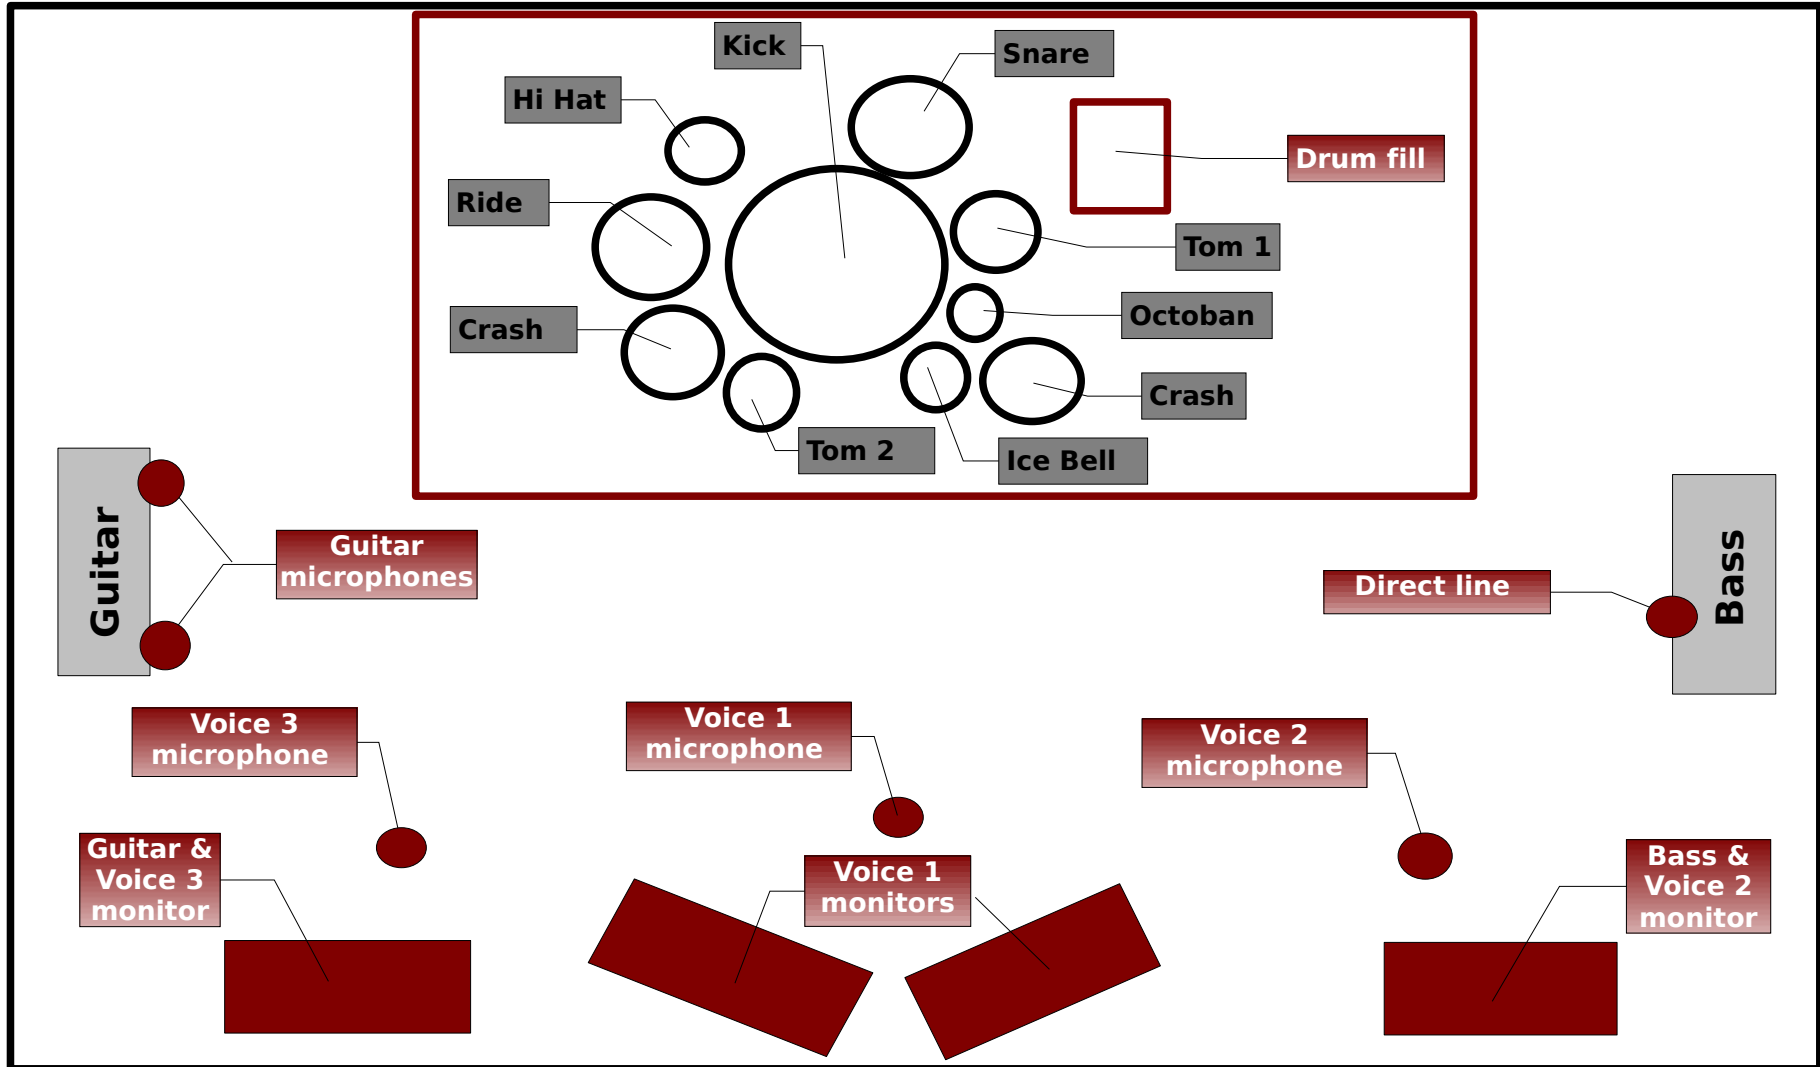 Kick
Snare
Hi Hat
Drum fill
Ride
Tom 1
Octoban
Crash
Crash
Tom 2
Ice Bell
Guitar
Guitar
microphones
Direct line
Bass
Voice 3
microphone
Voice 1
microphone
Voice 2
microphone
Guitar &
Voice 3
monitor
Voice 1
monitors
Bass &
Voice 2
monitor